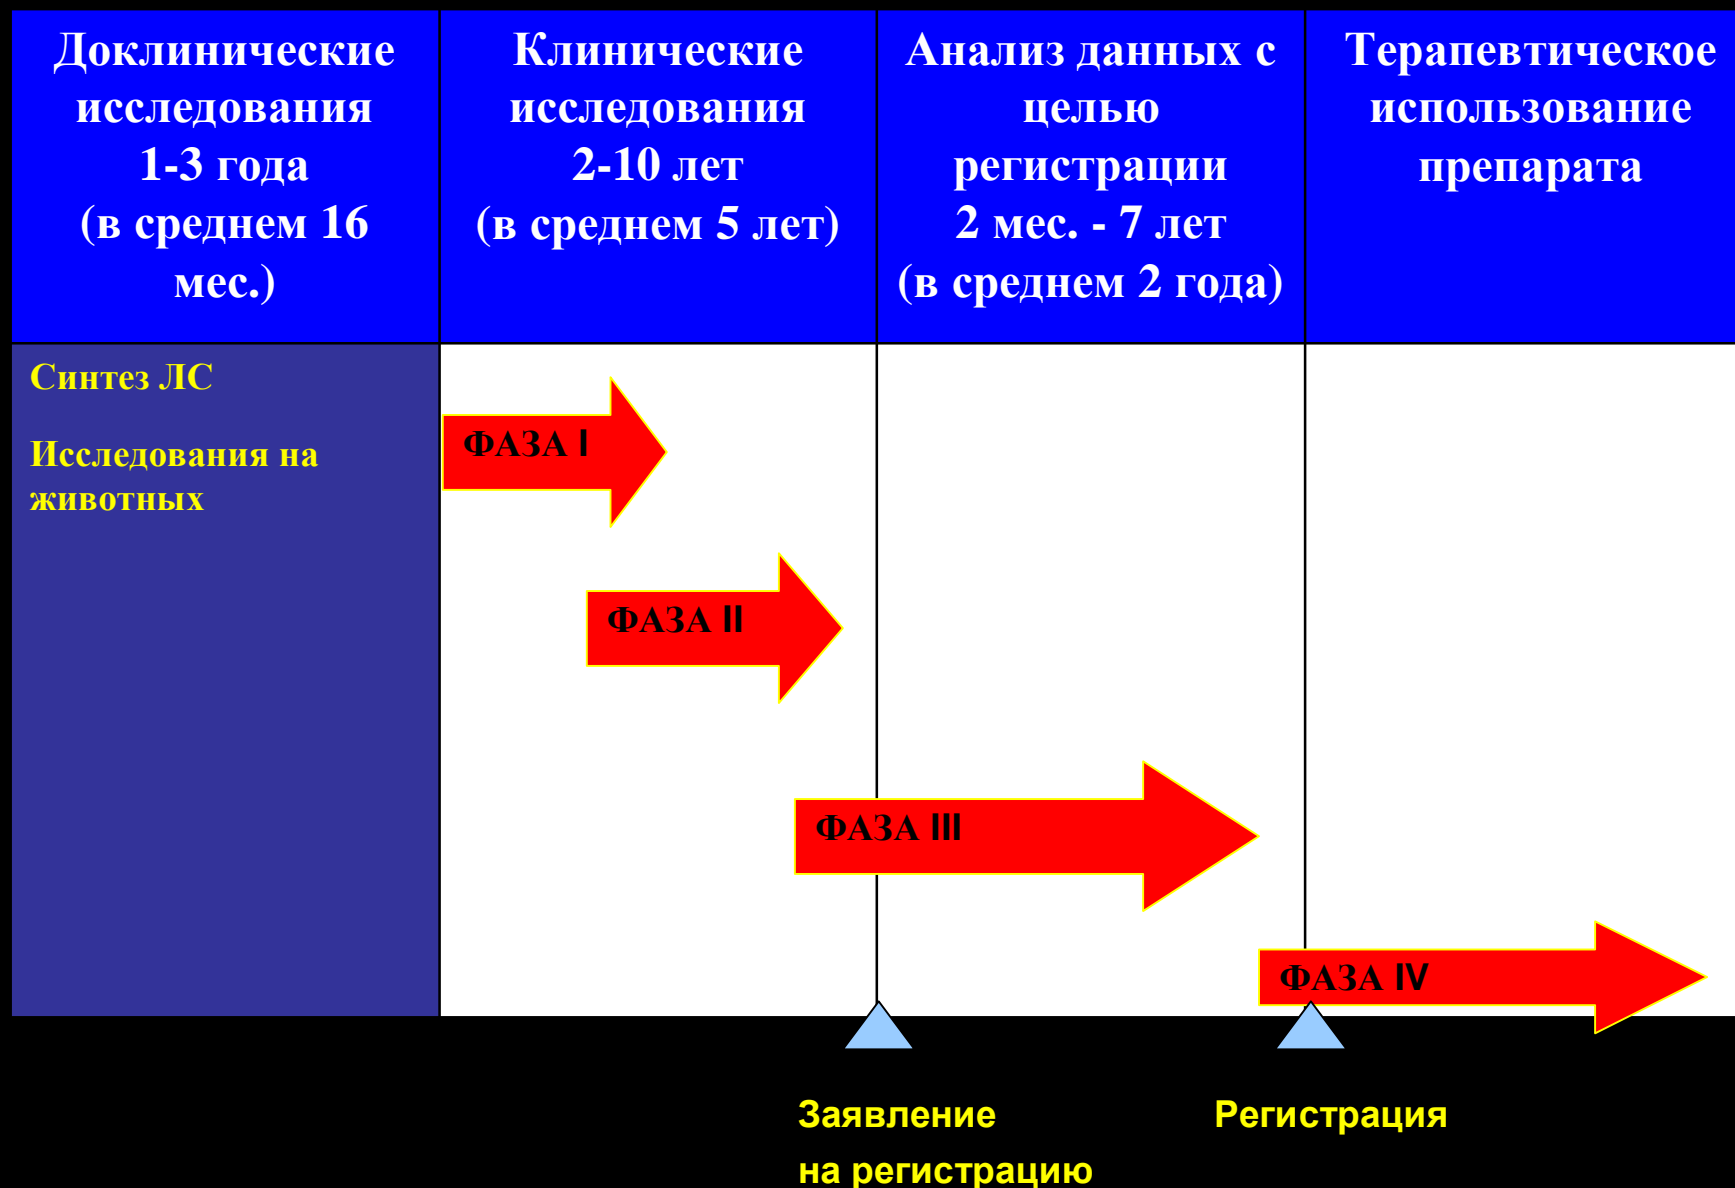 Доклинические
исследования
1-3 года
(в среднем 16
мес.)
Клинические
исследования
2-10 лет
(в среднем 5 лет)
Анализ данных с
целью
регистрации
2 мес. - 7 лет
(в среднем 2 года)
Терапевтическое
использование
препарата
Синтез ЛС
Исследования на
животных
ФАЗА I
ФАЗА II
ФАЗА III
ФАЗА IV
Заявление
на регистрацию
Регистрация